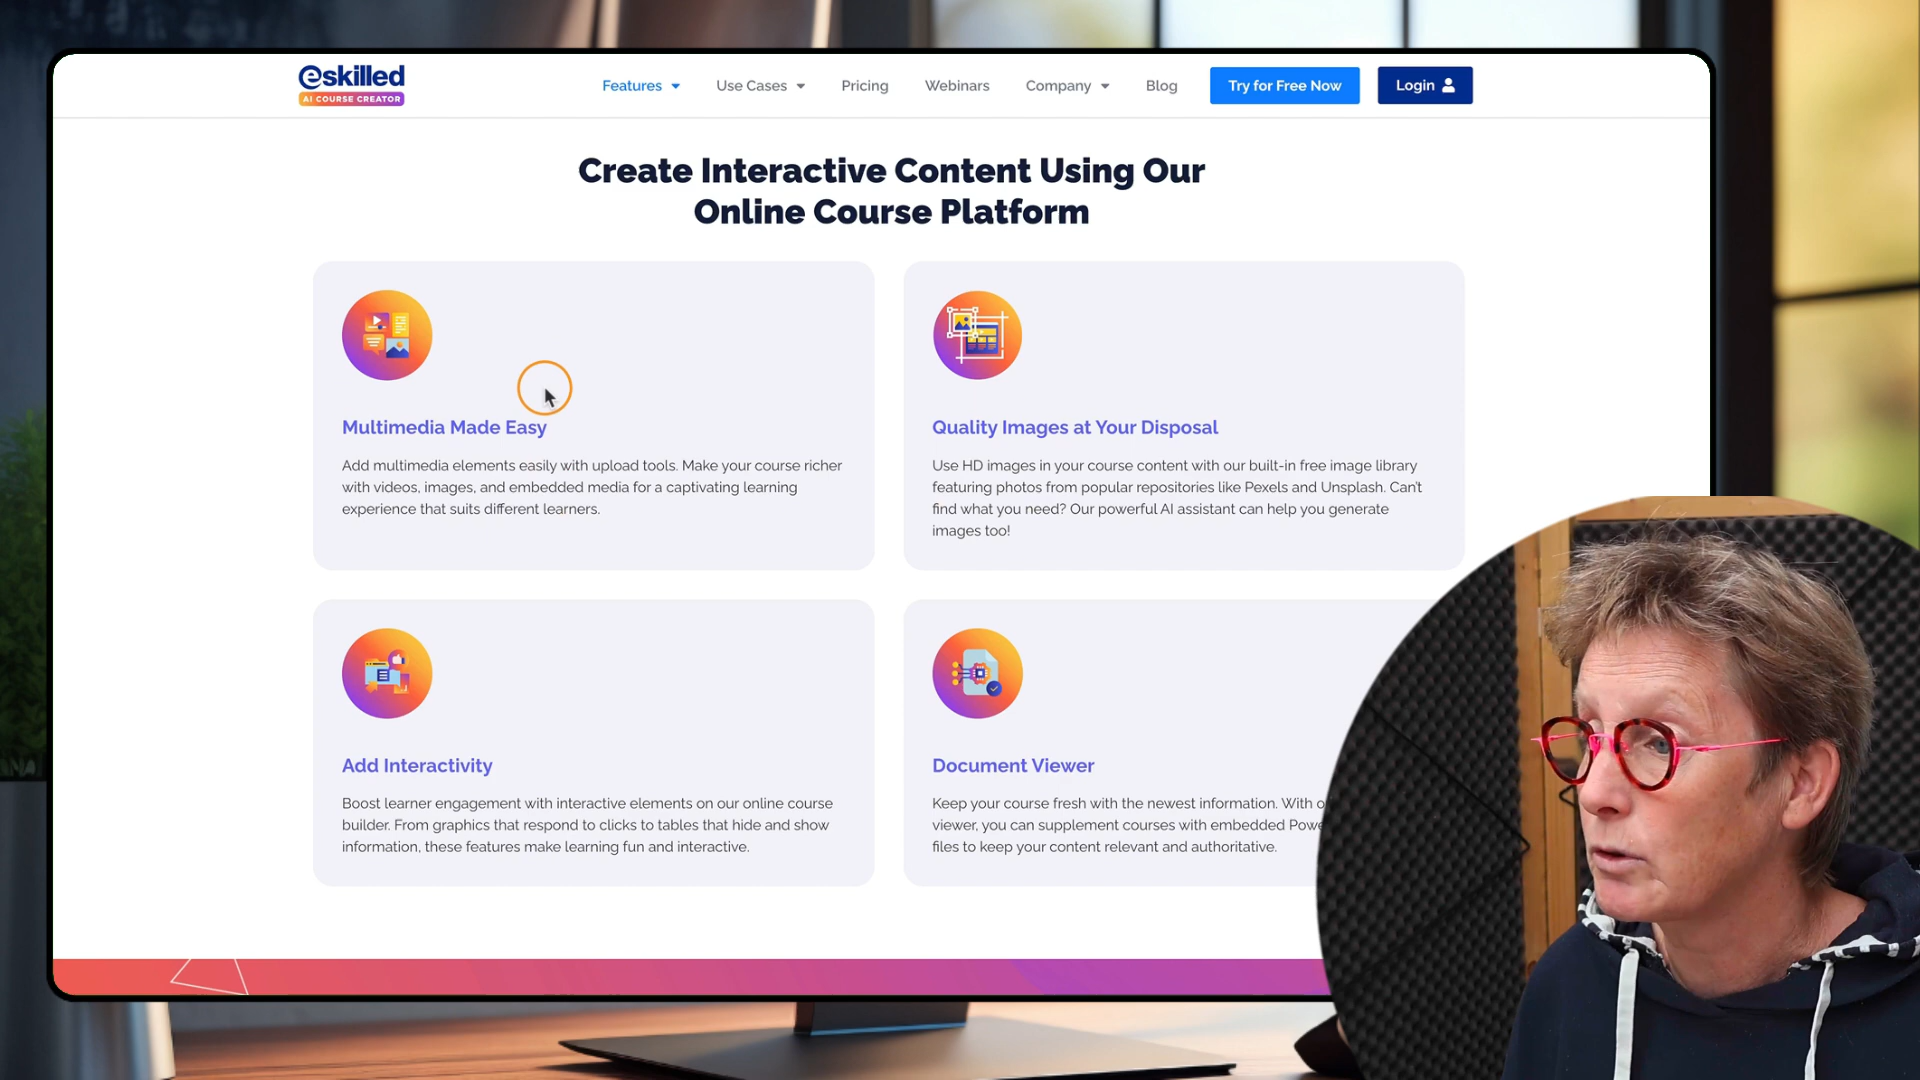 eskilled
AI COURSE CREATOR
Features
Use Cases
Pricing
Webinars
Company
Blog
Try for Free Now
Login
Create Interactive Content Using Our
Online Course Platform
Multimedia Made Easy
Add multimedia elements easily with upload tools. Make your course richer
with videos, images, and embedded media for a captivating learning
experience that suits different learners.
Quality Images at Your Disposal
Use HD images in your course content with our built-in free image library
featuring photos from popular repositories like Pexels and Unsplash. Can't
find what you need? Our powerful AI assistant can help you generate
images too!
Add Interactivity
Boost learner engagement with interactive elements on our online course
builder. From graphics that respond to clicks to tables that hide and show
information, these features make learning fun and interactive.
Document Viewer
Keep your course fresh with the newest information. With
viewer, you can supplement courses with embedded
files to keep your content relevant and authoritative.